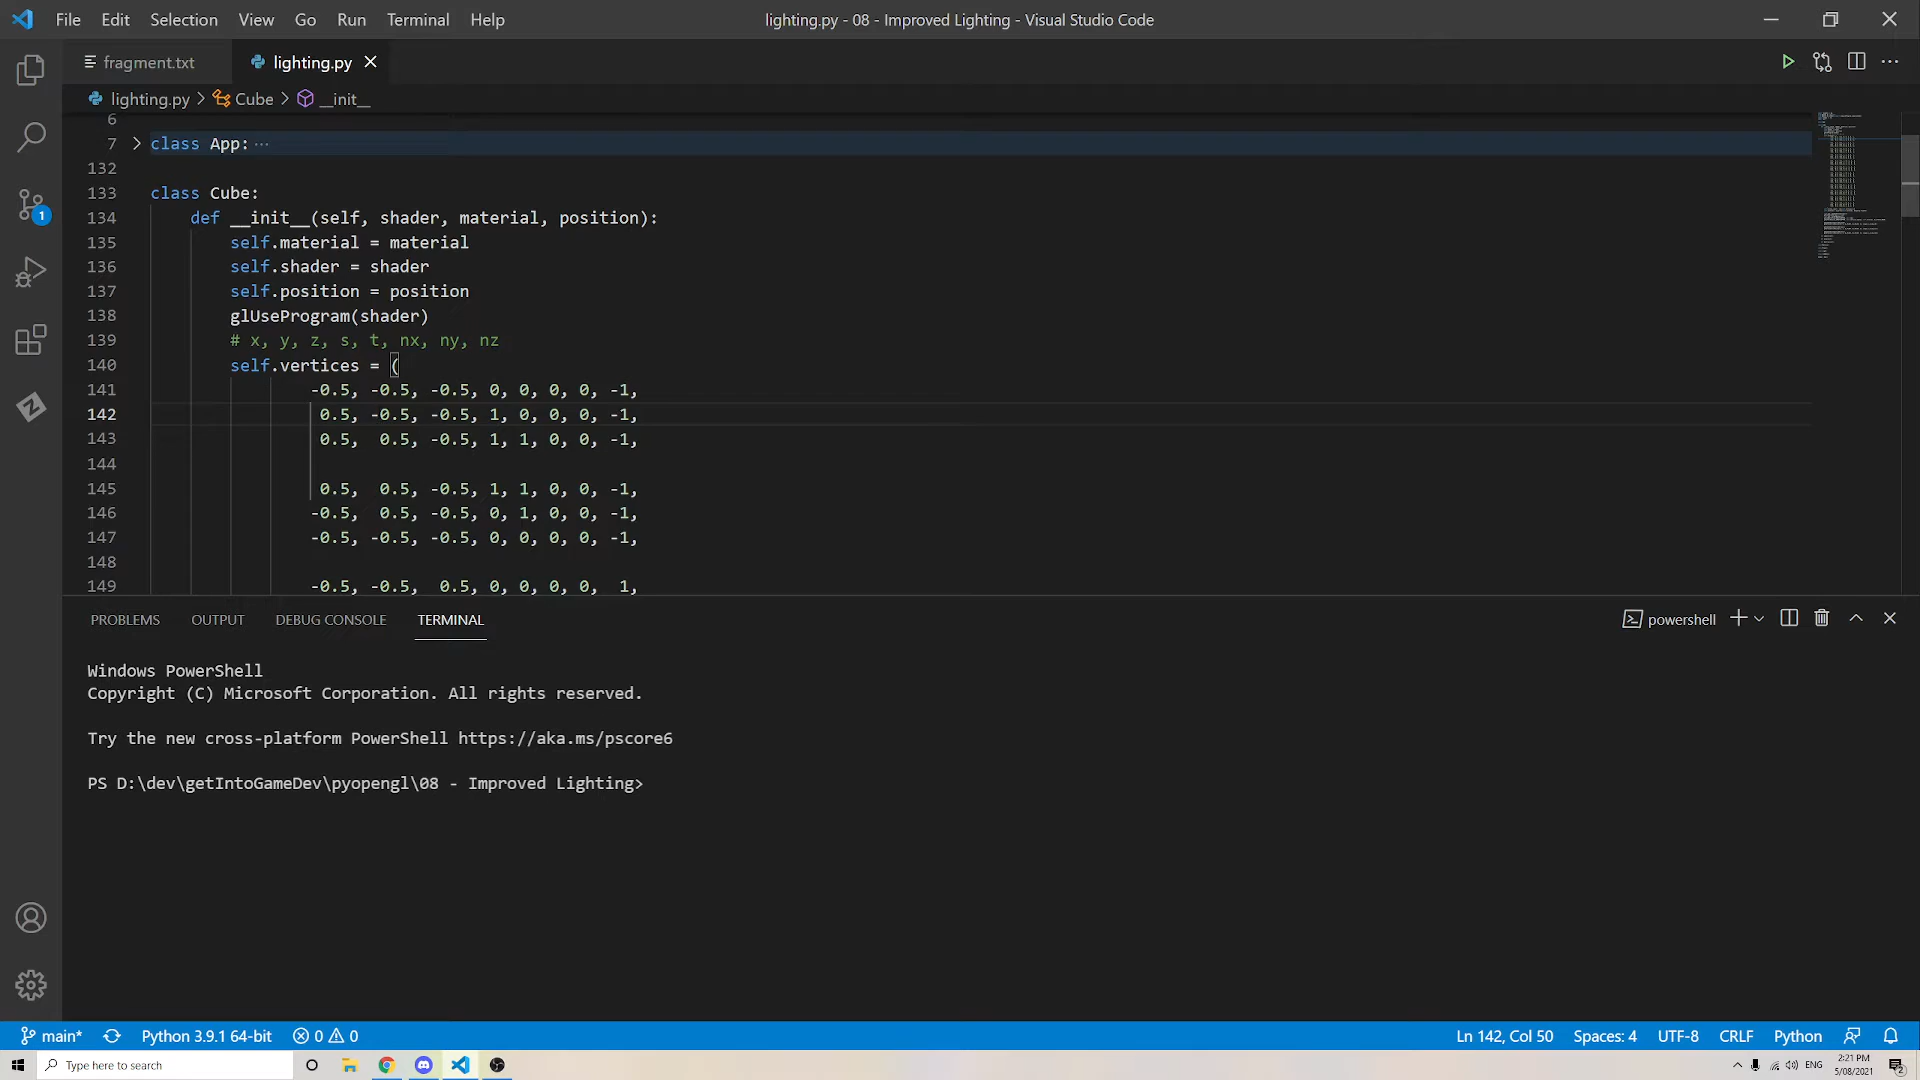 File Edit Selection View Go Run Terminal Help
lighting.py - 08 - Improved Lighting - Visual Studio Code
fragment.txt
lighting.py
lighting.py > Cube > __init__
6
7 > class App: ···
132
133 class Cube:
134 def __init__(self, shader, material, position):
135 self.material = material
136 self.shader = shader
137 self.position = position
138 glUseProgram(shader)
139 # x, y, z, s, t, nx, ny, nz
140 self.vertices = (
141 -0.5, -0.5, -0.5, 0, 0, 0, 0, -1,
142 0.5, -0.5, -0.5, 1, 0, 0, 0, -1,
143 0.5, 0.5, -0.5, 1, 1, 0, 0, -1,
144
145 0.5, 0.5, -0.5, 1, 1, 0, 0, -1,
146 -0.5, 0.5, -0.5, 0, 1, 0, 0, -1,
147 -0.5, -0.5, -0.5, 0, 0, 0, 0, -1,
148
149 -0.5, -0.5, 0.5, 0, 0, 0, 0, 1,
1
PROBLEMS OUTPUT DEBUG CONSOLE TERMINAL
powershell
Windows PowerShell
Copyright (C) Microsoft Corporation. All rights reserved.
Try the new cross-platform PowerShell https://aka.ms/pscore6
PS D:\dev\getIntoGameDev\pyopengl\08 - Improved Lighting>
main* Python 3.9.1 64-bit 0 0
Ln 142, Col 50 Spaces: 4 UTF-8 CRLF Python
Type here to search
ENG
2:21 PM
5/08/2021
2